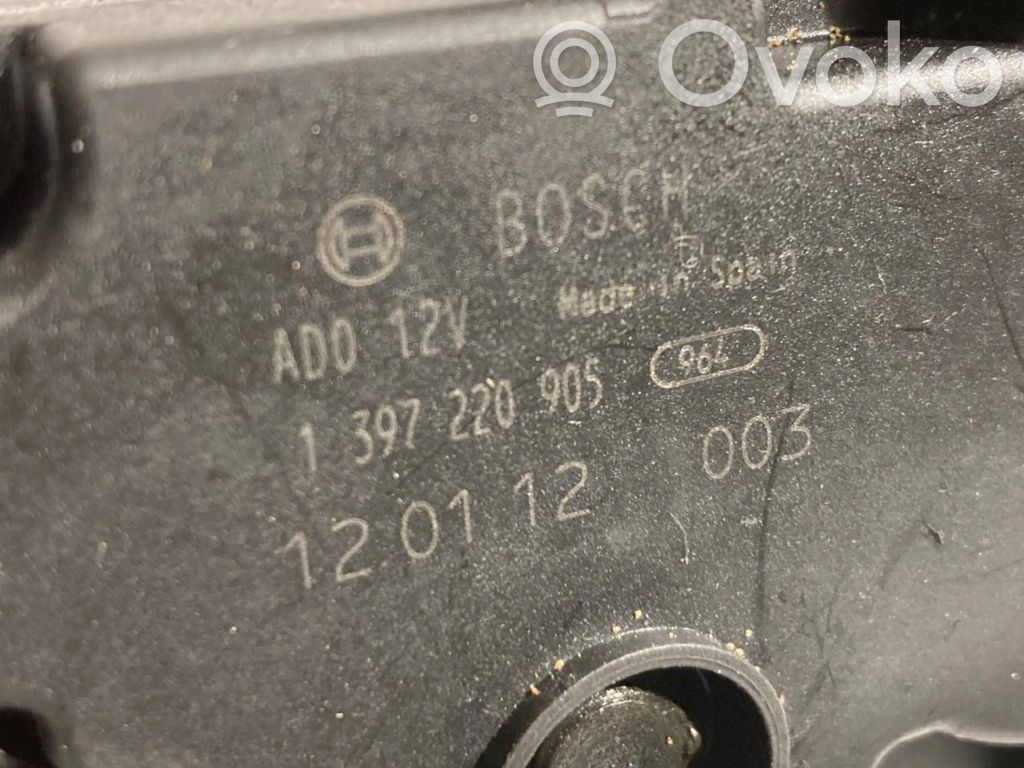 Ovoko
BOSCH
Made in Spain
ADO 12V
1 397 220 905 964
12.01 12 003